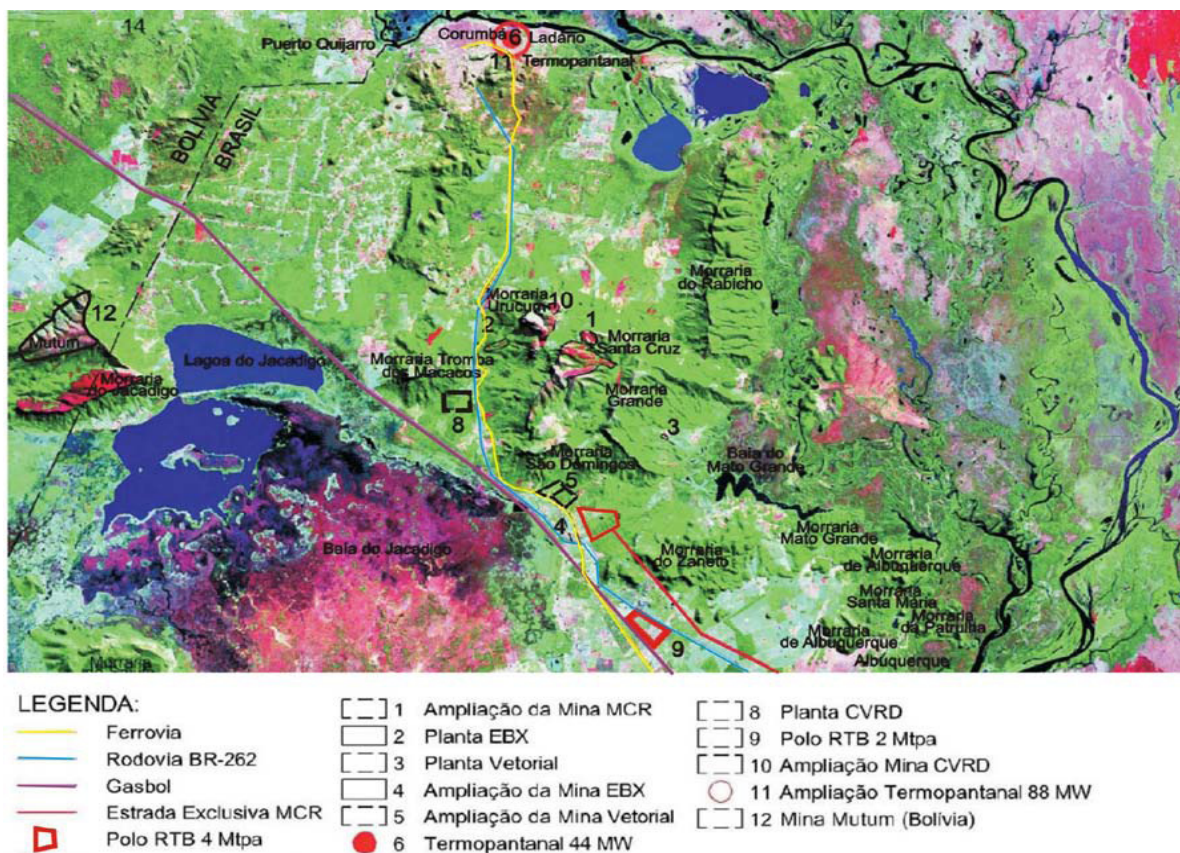 14
Puerto Quijarro
Corumbá
6
Ladário
11
Termopantanal
BOLIVIA
BRASIL
Morraria
do Rabicho
Morraria
Urucum
10
1
2
Morraria
Santa Cruz
12
Mutum
Lagoa do Jacadigo
Morraria Tromba
dos Macacos
Morraria
do Jacadigo
Morraria
Grande
8
3
Morraria
São Domingos
Baía do
Mato Grande
5
4
Baía do Jacadigo
Morraria
do Zaneto
Morraria
Mato Grande
Morraria
de Albuquerque
Morraria
Santa Maria
Morraria
da Patrulha
Morraria
de Albuquerque
Albuquerque
9
Morraria
LEGENDA:
Ferrovia
Rodovia BR-262
Gasbol
Estrada Exclusiva MCR
Polo RTB 4 Mtpa
1 Ampliação da Mina MCR
2 Planta EBX
3 Planta Vetorial
4 Ampliação da Mina EBX
5 Ampliação da Mina Vetorial
6 Termopantanal 44 MW
8 Planta CVRD
9 Polo RTB 2 Mtpa
10 Ampliação Mina CVRD
11 Ampliação Termopantanal 88 MW
12 Mina Mutum (Bolívia)